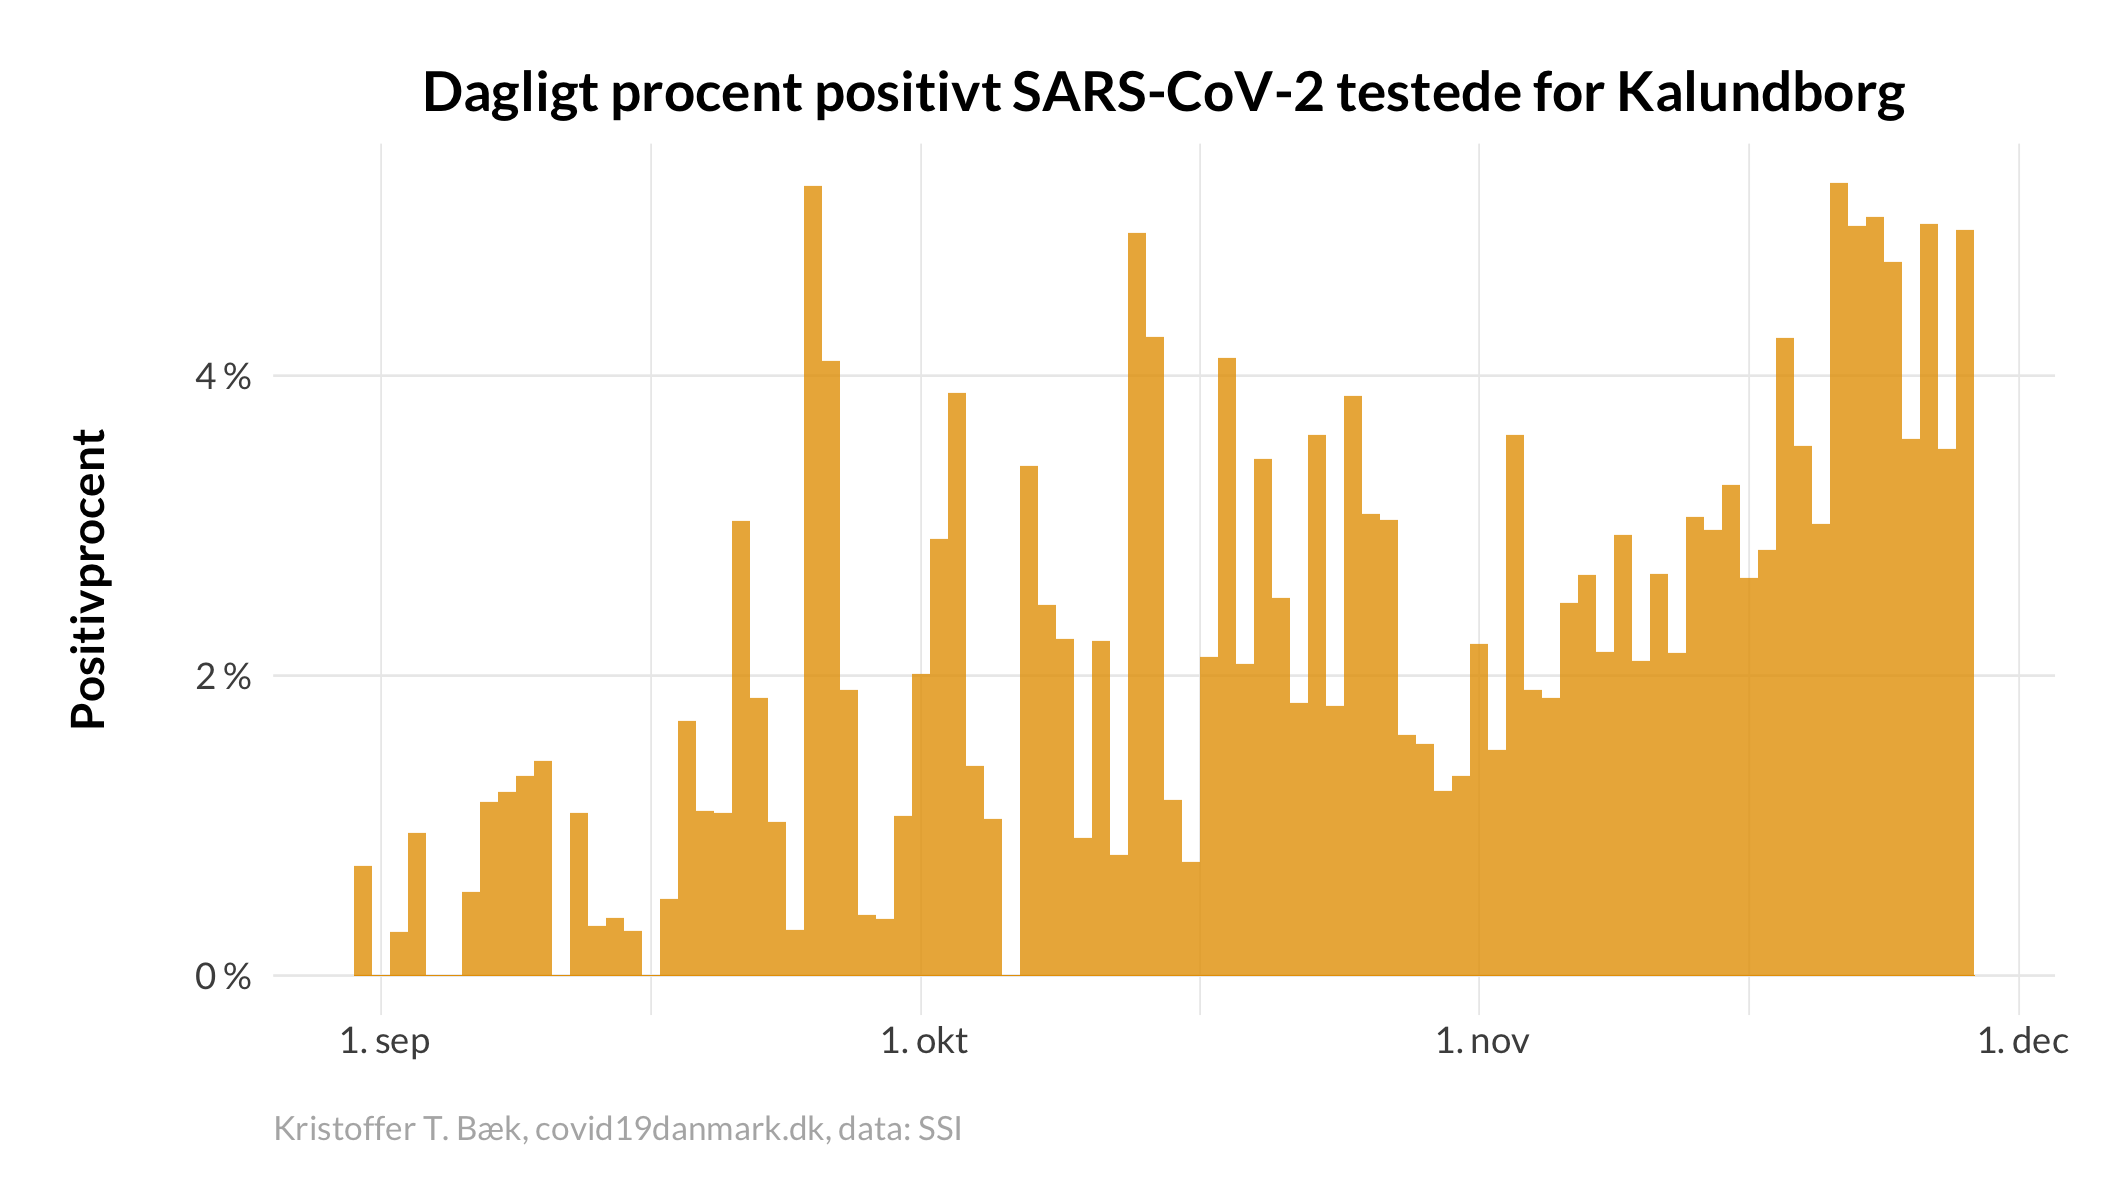 Dagligt procent positivt SARS-CoV-2 testede for Kalundborg
Positivprocent
4 %
2 %
0 %
1. sep
1. okt
1. nov
1. dec
Kristoffer T. Bæk, covid19danmark.dk, data: SSI